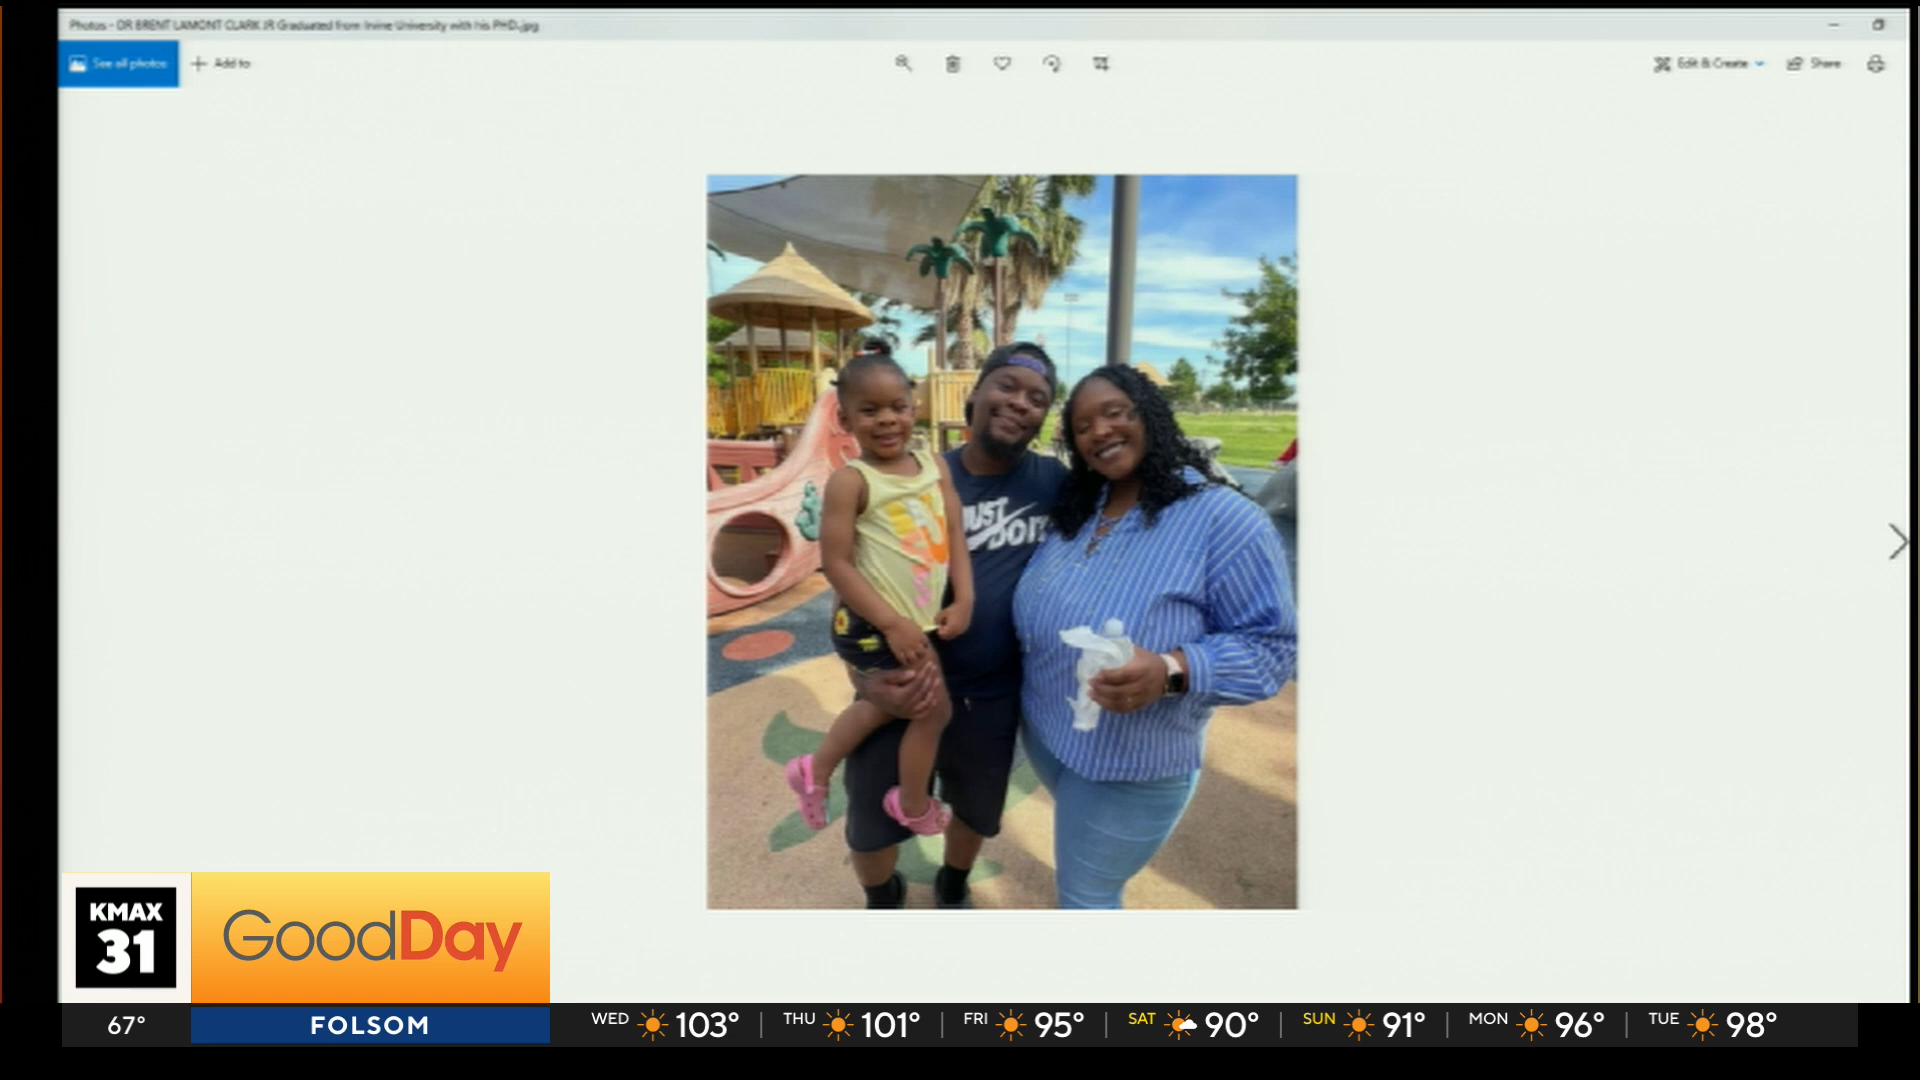 Photos - DR BRENT LAMONT CLARK JR Graduated from Irvine University with his PHD.jpg
See all photos
Add to
Edit & Create
Share
JUST
DO IT
KMAX
31
GoodDay
67°
FOLSOM
WED 103°
THU 101°
FRI 95°
SAT 90°
SUN 91°
MON 96°
TUE 98°